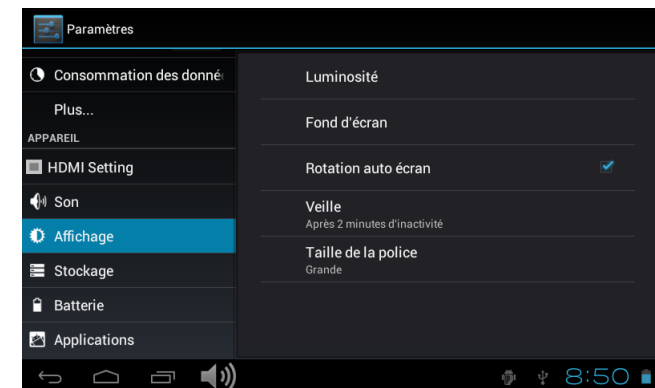 Paramètres
Consommation des donné
Plus...
APPAREIL
HDMI Setting
Son
Affichage
Stockage
Batterie
Applications
Luminosité
Fond d'écran
Rotation auto écran
Veille
Après 2 minutes d'inactivité
Taille de la police
Grande
8:50